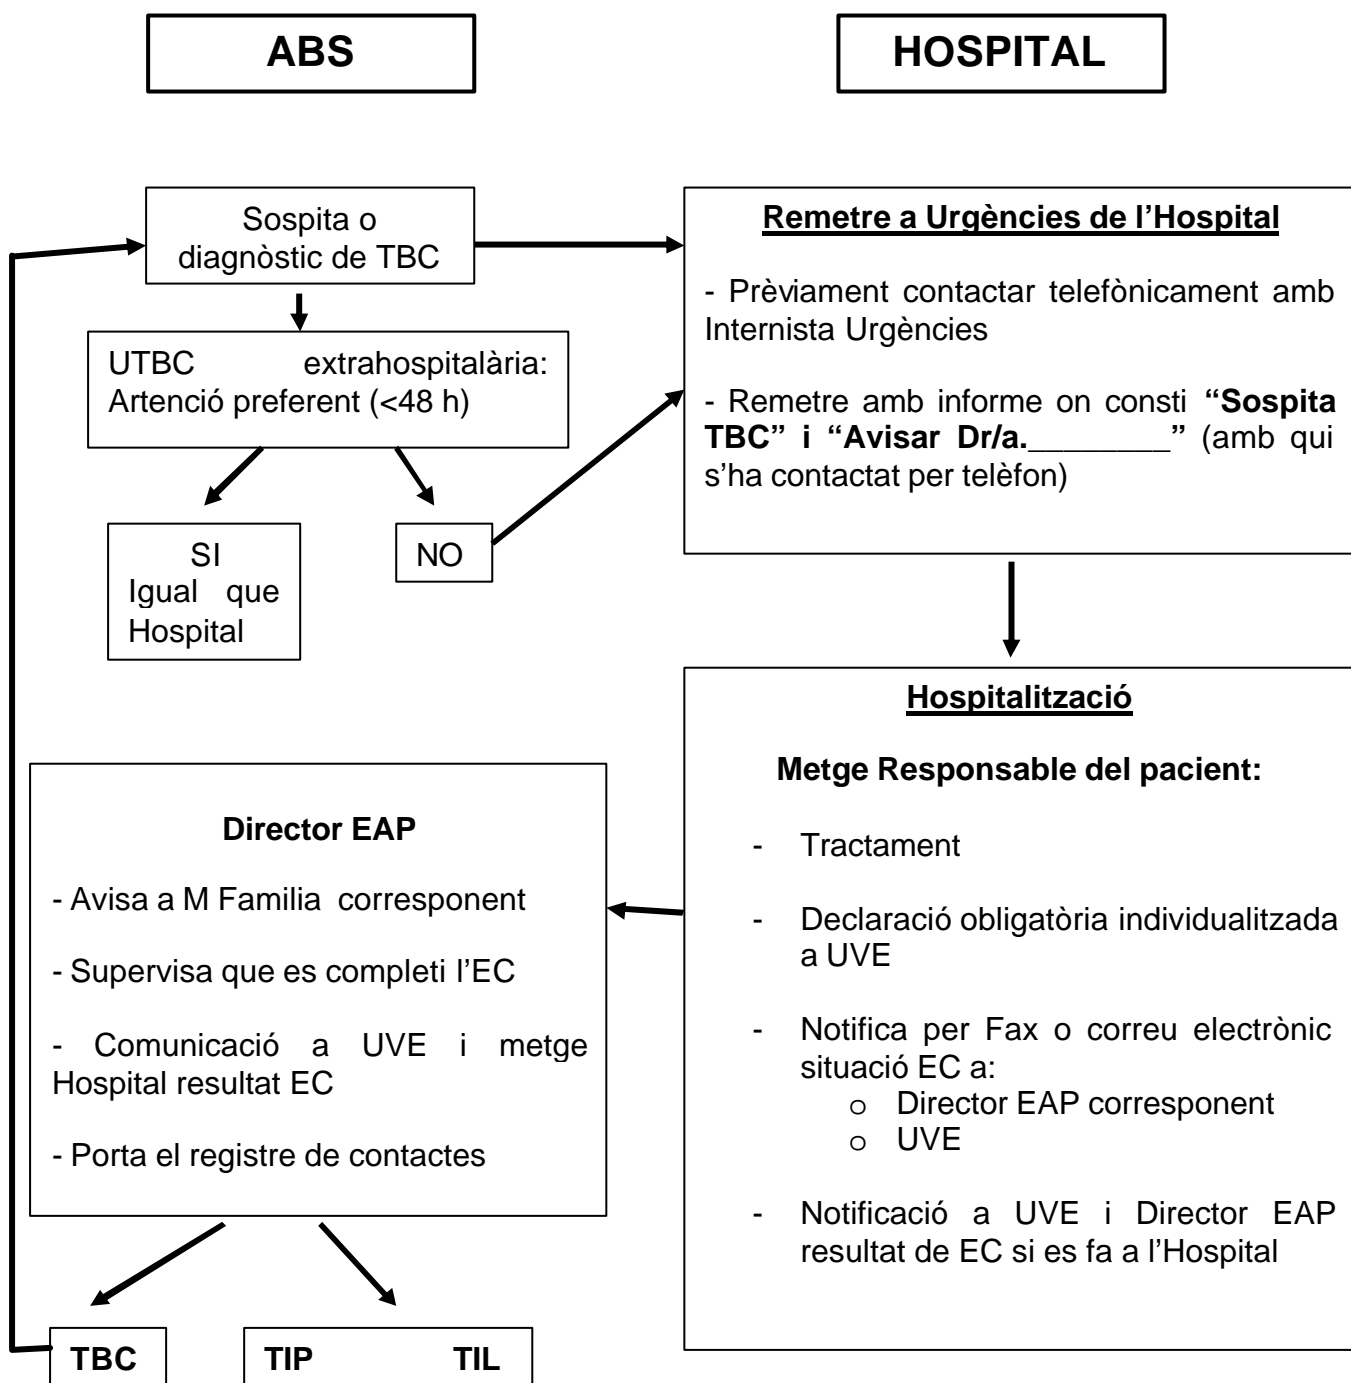 ABS
HOSPITAL
Sospita o
diagnòstic de TBC
UTBC extrahospitalària:
Artenció preferent (<48 h)
SI
Igual que
Hospital
NO
Remetre a Urgències de l’Hospital
- Prèviament contactar telefònicament amb
Internista Urgències
- Remetre amb informe on consti “Sospita
TBC” i “Avisar Dr/a.________” (amb qui
s’ha contactat per telèfon)
Hospitalització
Metge Responsable del pacient:
- Tractament
- Declaració obligatòria individualitzada
a UVE
- Notifica per Fax o correu electrònic
situació EC a:
o Director EAP corresponent
o UVE
- Notificació a UVE i Director EAP
resultat de EC si es fa a l’Hospital
Director EAP
- Avisa a M Familia corresponent
- Supervisa que es completi l’EC
- Comunicació a UVE i metge
Hospital resultat EC
- Porta el registre de contactes
TBC
TIP TIL